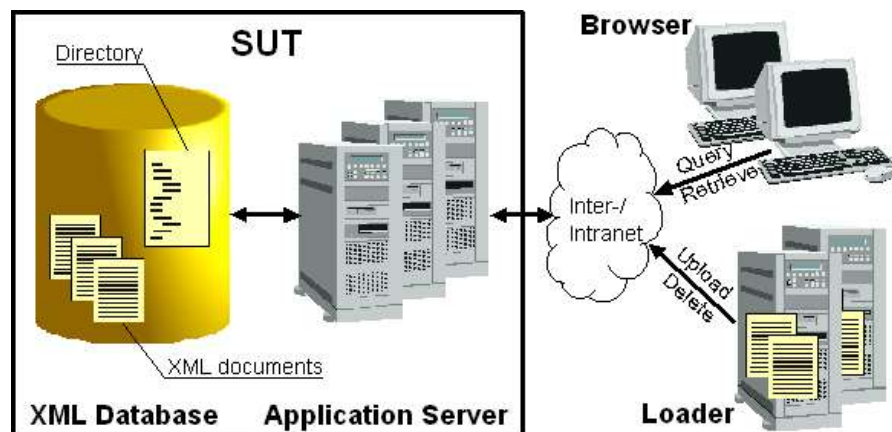 SUT
Directory
XML documents
XML Database
Application Server
Inter-/
Intranet
Browser
Query
Retrieve
Upload
Delete
Loader